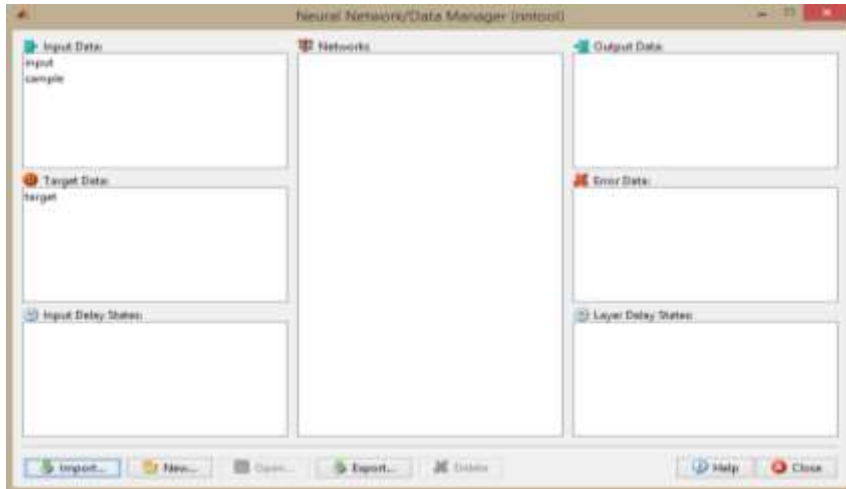 Neural Network/Data Manager (nntool)
Input Data:
input
sample
Networks
Output Data:
Target Data:
target
Error Data:
Input Delay States:
Layer Delay States:
Import...
New...
Open...
Export...
Delete
Help
Close